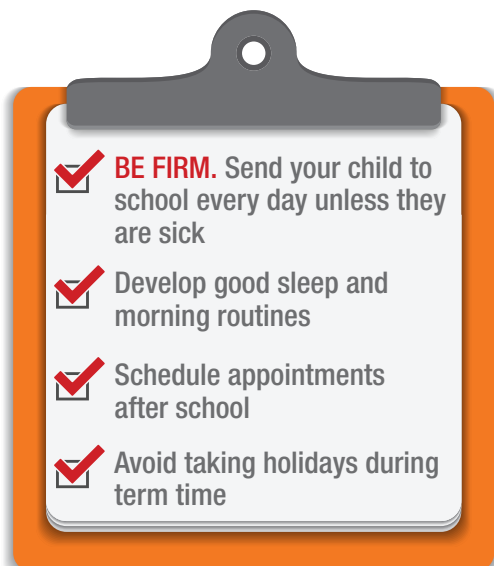 BE FIRM. Send your child to
school every day unless they
are sick
Develop good sleep and
morning routines
Schedule appointments
after school
Avoid taking holidays during
term time